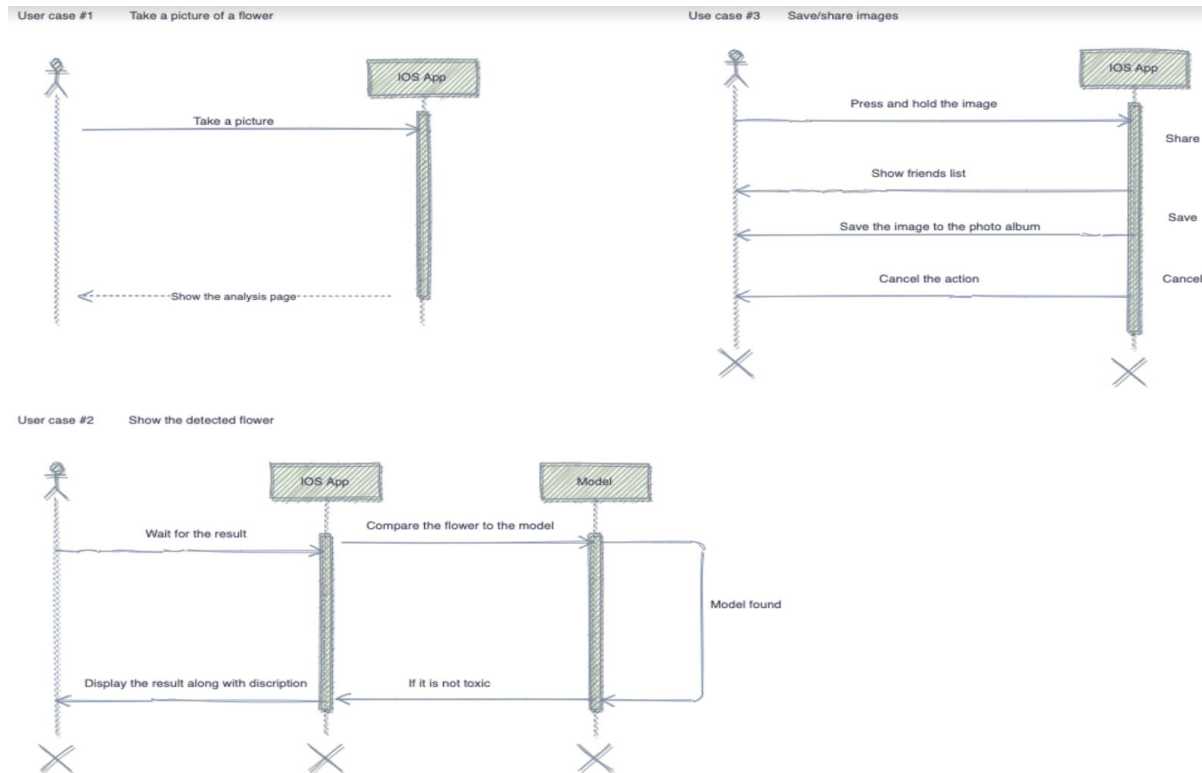 User case #1 Take a picture of a flower
IOS App
Take a picture
Show the analysis page
Use case #3 Save/share images
IOS App
Press and hold the image
Share
Show friends list
Save
Save the image to the photo album
Cancel the action
Cancel
User case #2 Show the detected flower
IOS App
Model
Wait for the result
Compare the flower to the model
Model found
Display the result along with discription
If it is not toxic